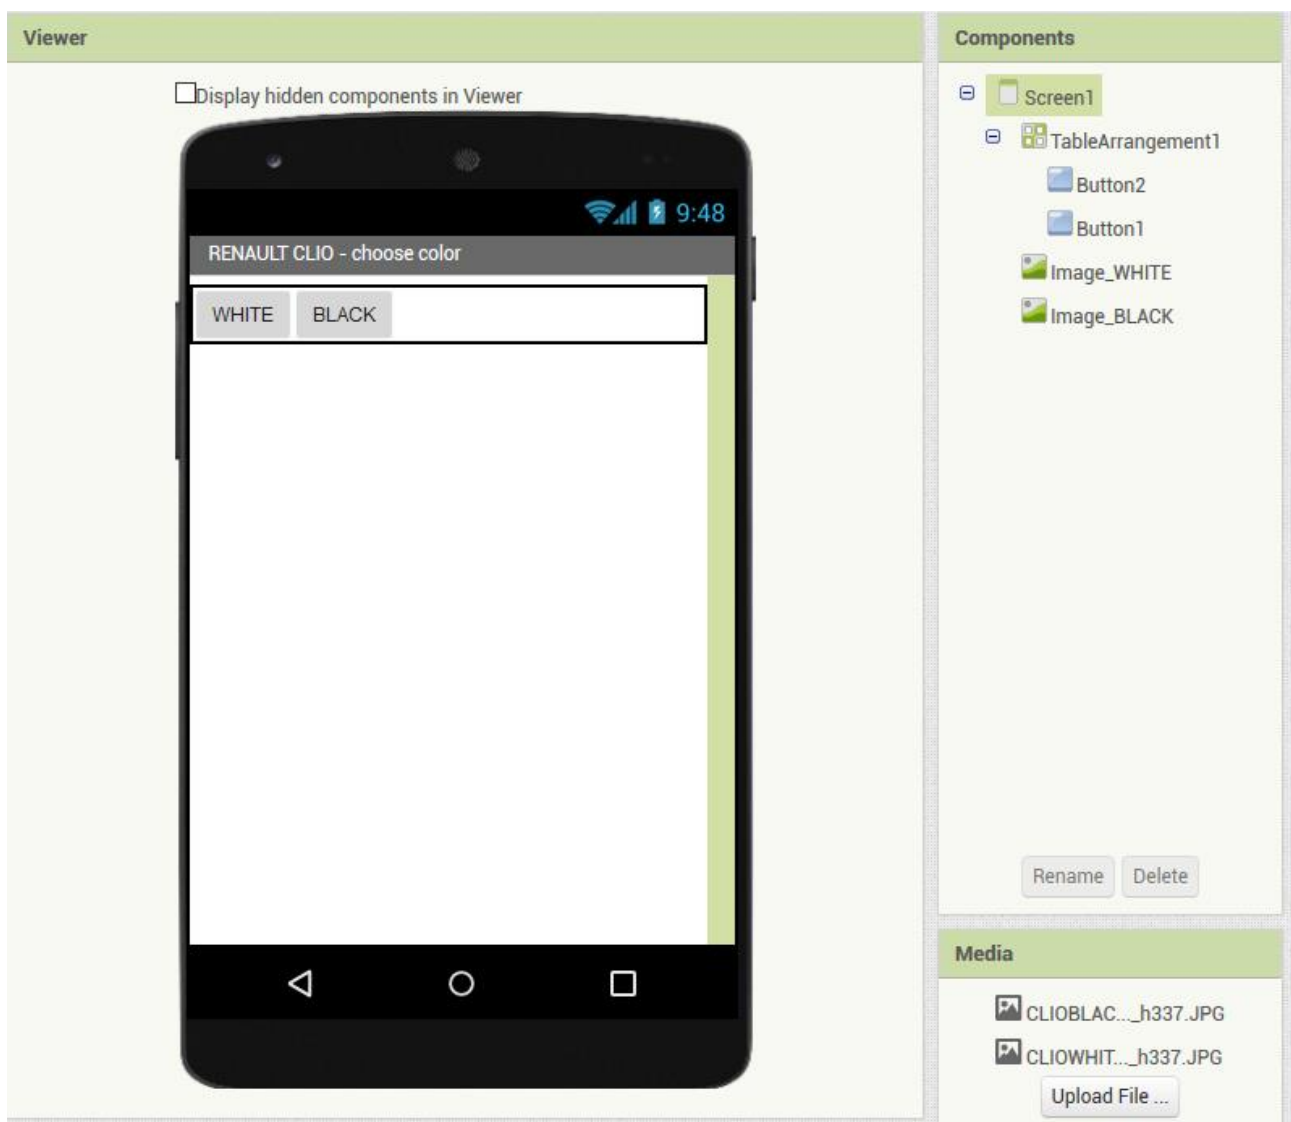 Viewer
Display hidden components in Viewer
9:48
RENAULT CLIO - choose color
WHITE BLACK
Components
Screen1
TableArrangement1
Button2
Button1
Image_WHITE
Image_BLACK
Rename Delete
Media
CLIOBLAC..._h337.JPG
CLIOWHIT..._h337.JPG
Upload File ...